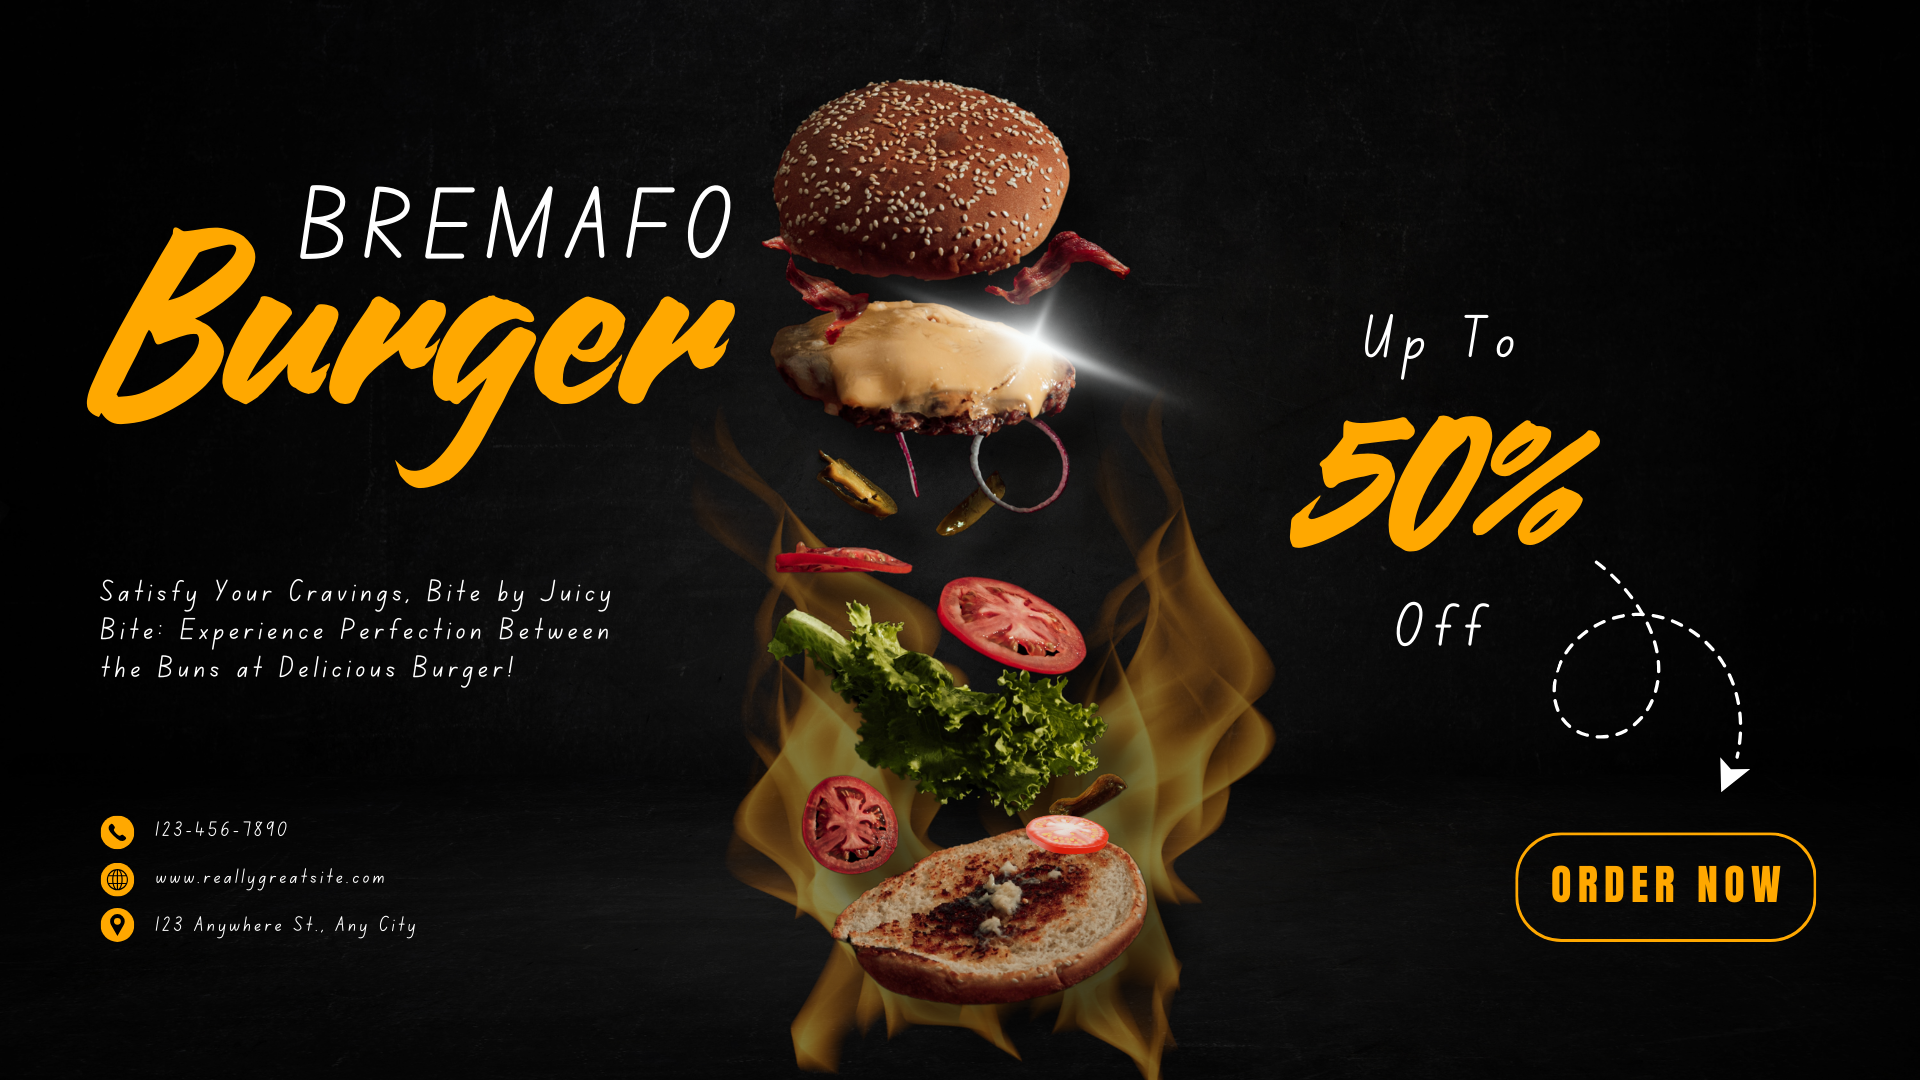 BREMAFO
Burger
Satisfy Your Cravings, Bite by Juicy
Bite: Experience Perfection Between
the Buns at Delicious Burger!
123-456-7890
www.reallygreatsite.com
123 Anywhere St., Any City
Up To
50%
Off
ORDER NOW